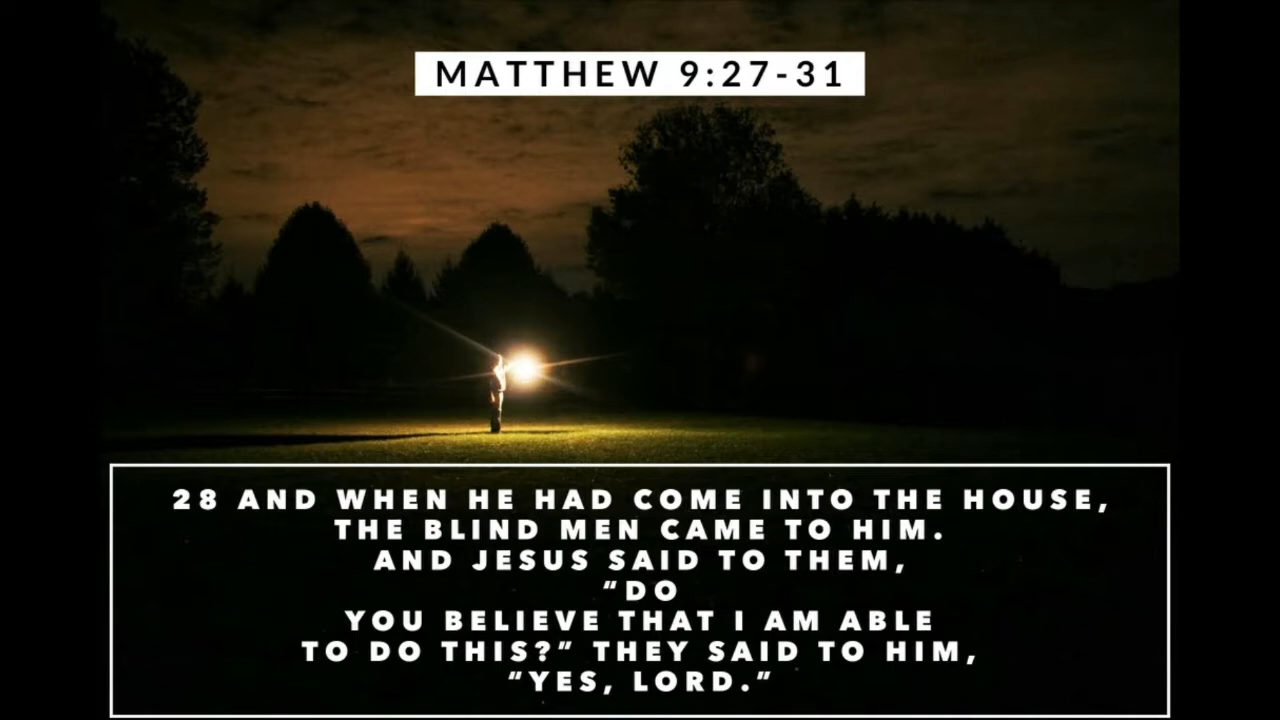 MATTHEW 9:27-31
28 AND WHEN HE HAD COME INTO THE HOUSE,
THE BLIND MEN CAME TO HIM.
AND JESUS SAID TO THEM,
"DO
YOU BELIEVE THAT I AM ABLE
TO DO THIS?" THEY SAID TO HIM,
"YES, LORD."